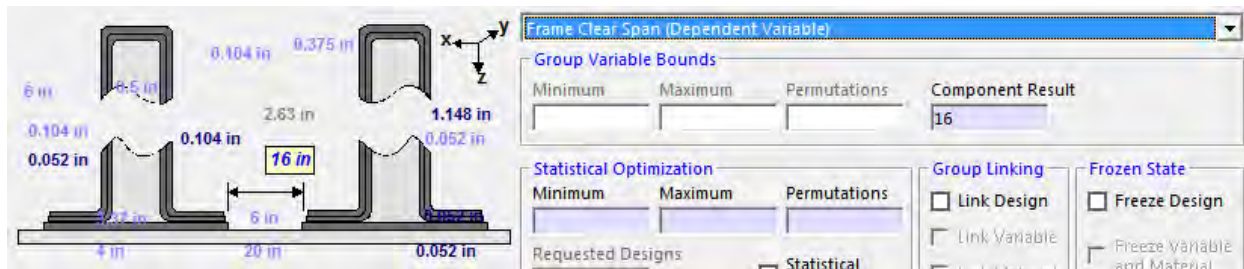 y
x
z
0.104 in
0.375 in
6 in
0.5 in
2.63 in
1.148 in
0.104 in
0.104 in
0.052 in
0.052 in
16 in
6 in
4 in
20 in
0.052 in
Frame Clear Span (Dependent Variable)
Group Variable Bounds
Minimum Maximum Permutations Component Result
16
Statistical Optimization Group Linking Frozen State
Minimum Maximum Permutations
Link Design Freeze Design
Link Variable
Freeze Variable
and Material
Requested Designs
Statistical